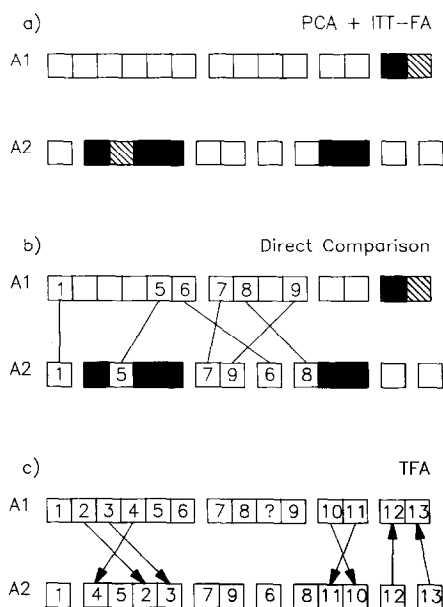 a) PCA + ITT-FA
A1
A2
b) Direct Comparison
A1 1 5 6 7 8 9
A2 1 5 7 9 6 8
c) TFA
A1 1 2 3 4 5 6 7 8 ? 9 10 11 12 13
A2 1 4 5 2 3 7 9 6 8 11 10 12 13